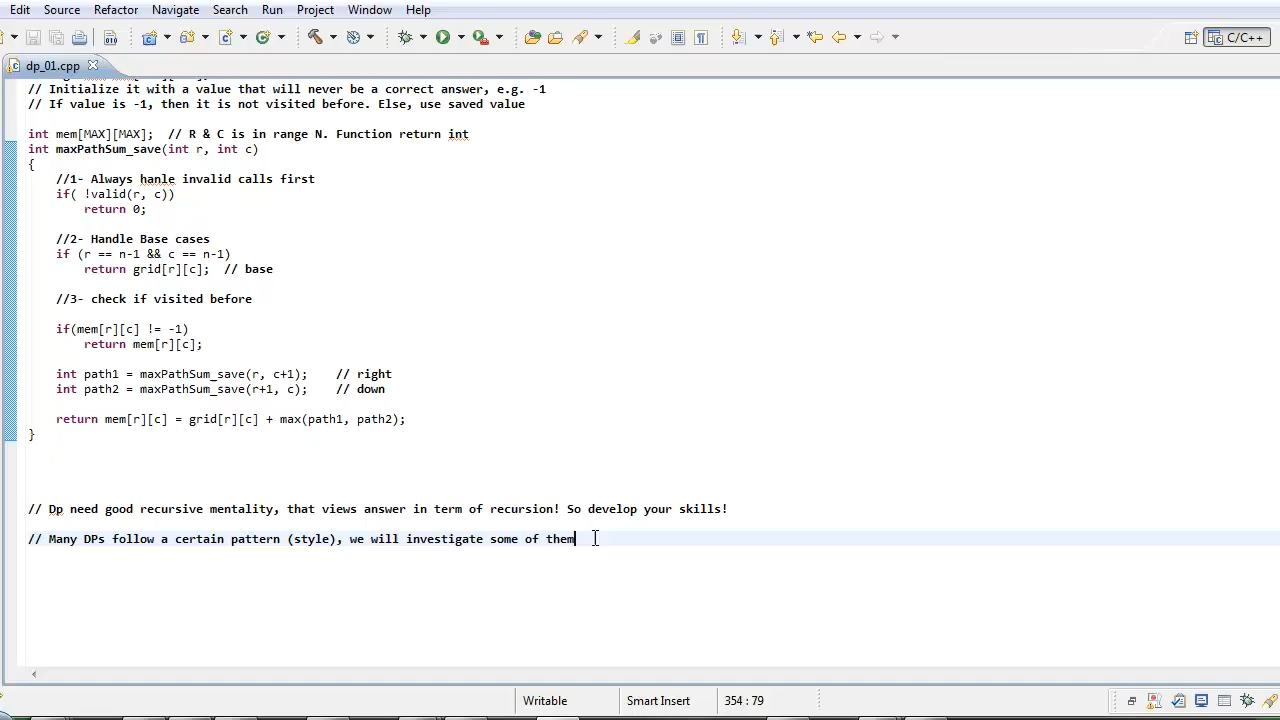 Edit Source Refactor Navigate Search Run Project Window Help
C/C++
dp_01.cpp
// Initialize it with a value that will never be a correct answer, e.g. -1
// If value is -1, then it is not visited before. Else, use saved value
int mem[MAX][MAX];  // R & C is in range N. Function return int
int maxPathSum_save(int r, int c)
{
//1- Always hanle invalid calls first
if( !valid(r, c))
return 0;
//2- Handle Base cases
if (r == n-1 && c == n-1)
return grid[r][c];  // base
//3- check if visited before
if(mem[r][c] != -1)
return mem[r][c];
int path1 = maxPathSum_save(r, c+1);    // right
int path2 = maxPathSum_save(r+1, c);    // down
return mem[r][c] = grid[r][c] + max(path1, path2);
}
// Dp need good recursive mentality, that views answer in term of recursion! So develop your skills!
// Many DPs follow a certain pattern (style), we will investigate some of them
Writable Smart Insert 354 : 79